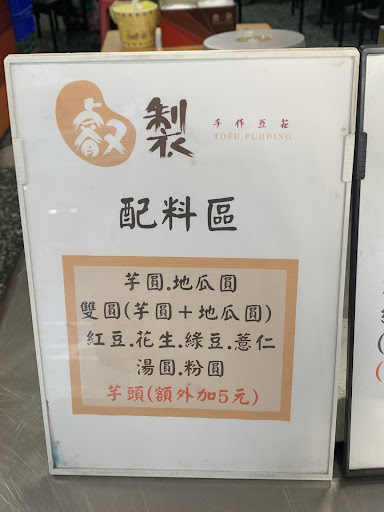 叡製 手作豆花
TOFU PUDDING
配料區
芋圓.地瓜圓
雙圓(芋圓+地瓜圓)
紅豆.花生.綠豆.薏仁
湯圓.粉圓
芋頭(額外加5元)